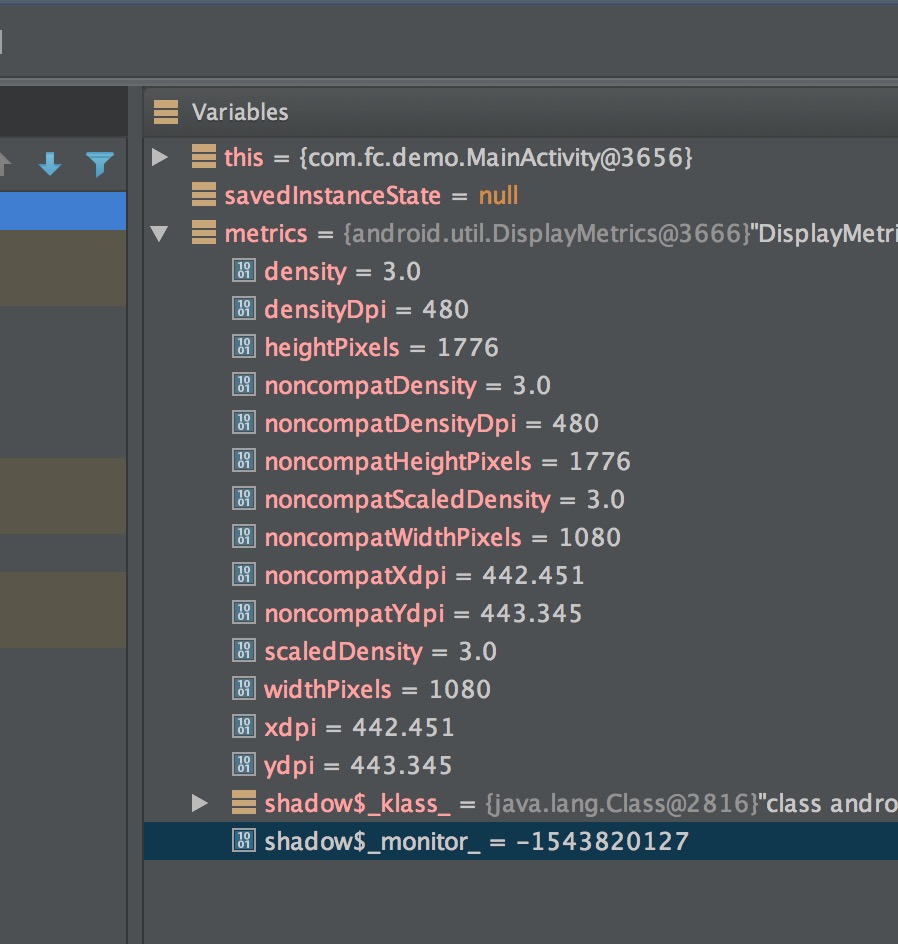 Variables
this = {com.fc.demo.MainActivity@3656}
savedInstanceState = null
metrics = {android.util.DisplayMetrics@3666}"DisplayMetri
density = 3.0
densityDpi = 480
heightPixels = 1776
noncompatDensity = 3.0
noncompatDensityDpi = 480
noncompatHeightPixels = 1776
noncompatScaledDensity = 3.0
noncompatWidthPixels = 1080
noncompatXdpi = 442.451
noncompatYdpi = 443.345
scaledDensity = 3.0
widthPixels = 1080
xdpi = 442.451
ydpi = 443.345
shadow$_klass_ = {java.lang.Class@2816}"class andro
shadow$_monitor_ = -1543820127